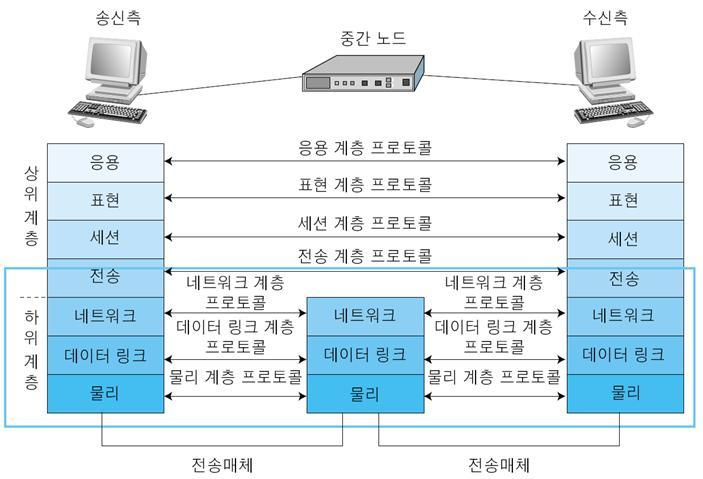 송신측
중간 노드
수신측
상위계층
하위계층
응용
응용 계층 프로토콜
응용
표현
표현 계층 프로토콜
표현
세션
세션 계층 프로토콜
세션
전송
전송 계층 프로토콜
전송
네트워크 계층
프로토콜
네트워크 계층
프로토콜
네트워크
네트워크
네트워크
데이터 링크 계층
프로토콜
데이터 링크 계층
프로토콜
데이터 링크
데이터 링크
데이터 링크
물리
물리 계층 프로토콜
물리
물리 계층 프로토콜
물리
전송매체
전송매체